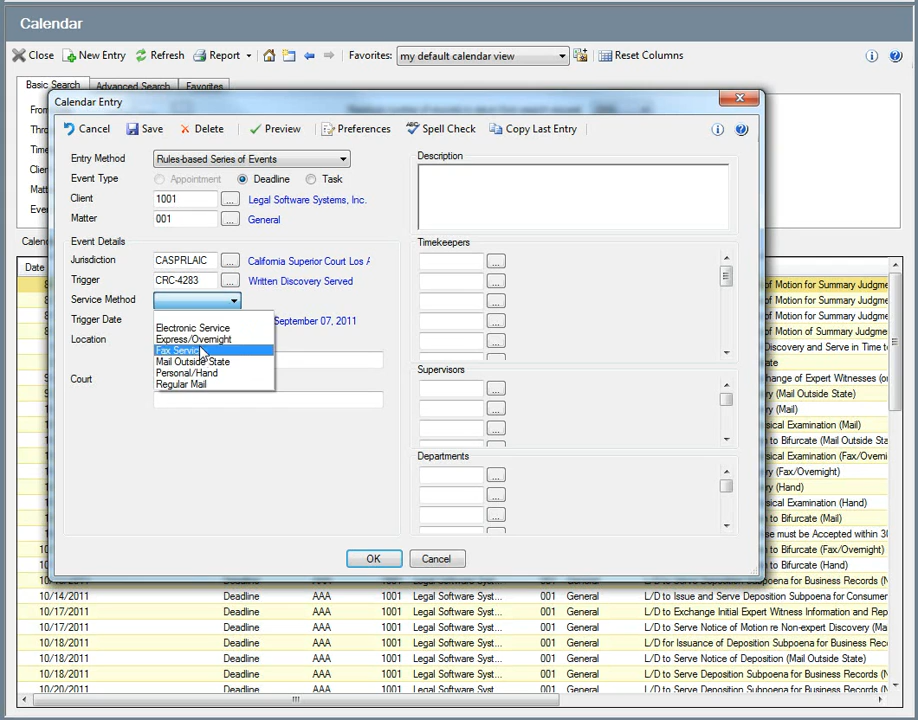 Calendar
Close New Entry Refresh Report Favorites: my default calendar view Reset Columns
Basic Search Advanced Search Favorites
Calendar Entry
Cancel Save Delete Preview Preferences Spell Check Copy Last Entry
Entry Method Rules-based Series of Events
Event Type Appointment Deadline Task
Client 1001 ... Legal Software Systems, Inc.
Matter 001 ... General
Event Details
Jurisdiction CASPRLAIC ... California Superior Court Los
Trigger CRC-4283 ... Written Discovery Served
Service Method
Trigger Date September 07, 2011
Location
Court
Electronic Service
Express/Overnight
Fax Servic
Mail Outside State
Personal/Hand
Regular Mail
Description
Timekeepers
Supervisors
Departments
OK Cancel
Date
of Motion for Summary Judgme
of Motion for Summary Judgme
of Motion for Summary Judgme
of Motion for Summary Judgme
Discovery and Serve in Time to
ate
hange of Expert Witnesses (or
ry (Mail Outside State)
ry (Mail)
sical Examination (Mail)
n to Bifurcate (Mail Outside Sta
sical Examination (Fax/Overni
ry (Fax/Overnight)
ry (Hand)
sical Examination (Hand)
n to Bifurcate (Mail)
se must be Accepted within 30
n to Bifurcate (Fax/Overnight)
n to Bifurcate (Hand)
10/14/2011 Deadline AAA 1001 Legal Software Syst... 001 General L/D to Issue and Serve Deposition Subpoena for Consumer
10/17/2011 Deadline AAA 1001 Legal Software Syst... 001 General L/D to Exchange Initial Expert Witness Information and Rep
10/17/2011 Deadline AAA 1001 Legal Software Syst... 001 General L/D to Serve Notice of Motion re Non-expert Discovery (Ma
10/18/2011 Deadline AAA 1001 Legal Software Syst... 001 General L/D for Issuance of Deposition Subpoena for Business Rec
10/18/2011 Deadline AAA 1001 Legal Software Syst... 001 General L/D to Serve Notice of Deposition (Mail Outside State)
10/18/2011 Deadline AAA 1001 Legal Software Syst... 001 General L/D to Serve Deposition Subpoena for Business Records (M
10/20/2011 Deadline AAA 1001 Legal Software Syst 001 General L/D to Serve Deposition Subpoena for Business Records (